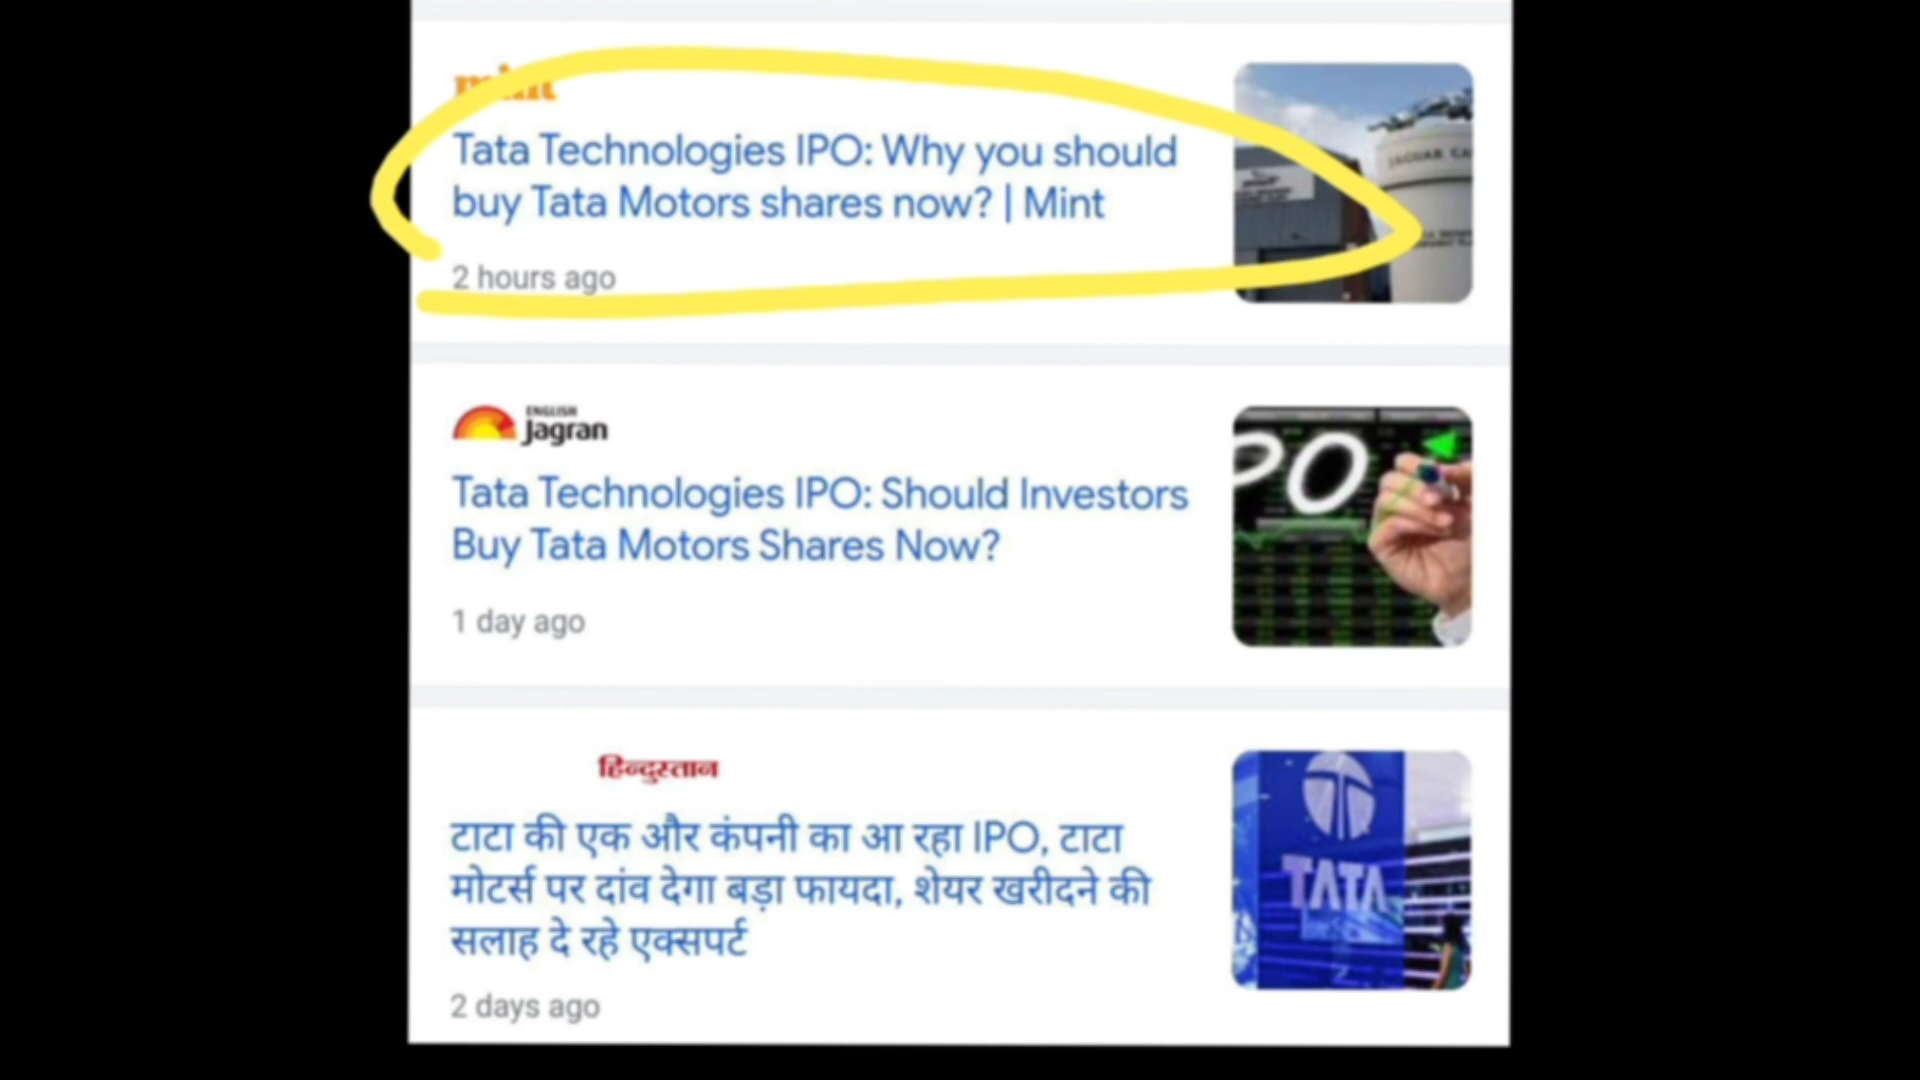 mint
Tata Technologies IPO: Why you should
buy Tata Motors shares now? | Mint
2 hours ago
JAGUAR
ENGLISH
jagran
Tata Technologies IPO: Should Investors
Buy Tata Motors Shares Now?
1 day ago
PO
हिन्दुस्तान
टाटा की एक और कंपनी का आ रहा IPO, टाटा
मोटर्स पर दांव देगा बड़ा फायदा, शेयर खरीदने की
सलाह दे रहे एक्सपर्ट
2 days ago
TATA